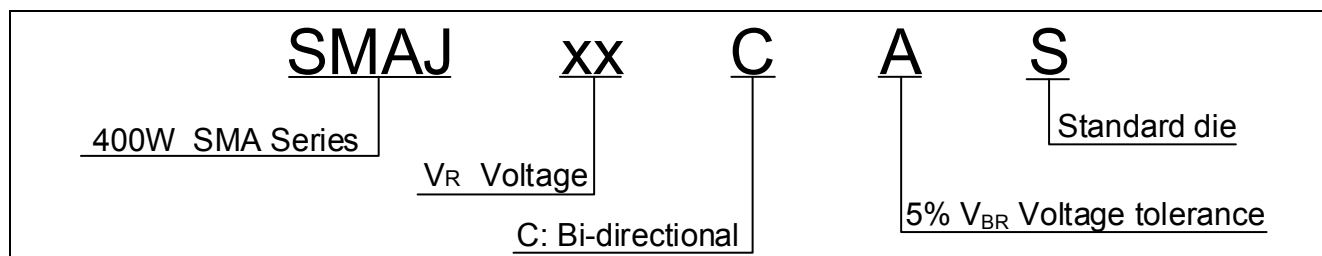 SMAJ xx C A S
400W SMA Series
Standard die
VR Voltage
5% VBR Voltage tolerance
C: Bi-directional